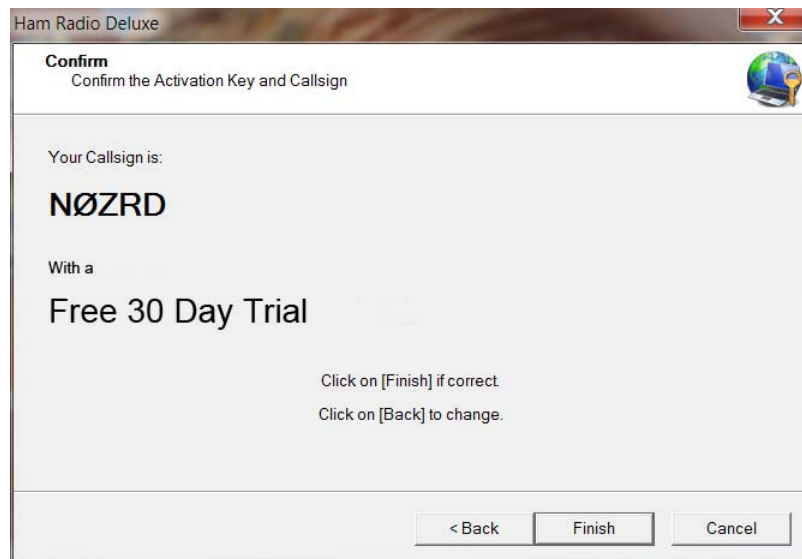 Ham Radio Deluxe
X
Confirm
Confirm the Activation Key and Callsign
Your Callsign is:
NØZRD
With a
Free 30 Day Trial
Click on [Finish] if correct.
Click on [Back] to change.
< Back
Finish
Cancel